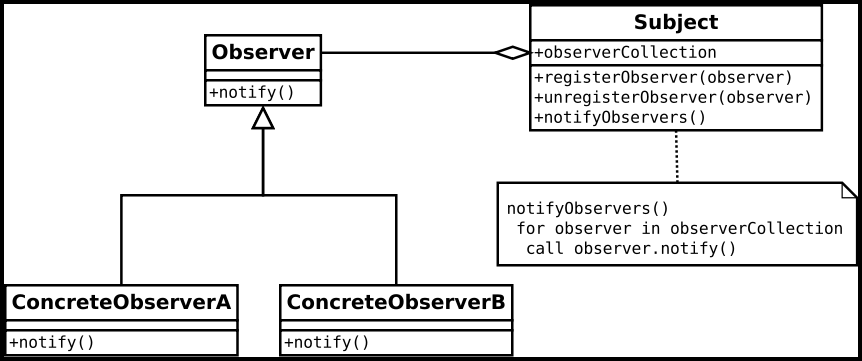 Subject
Observer
+observerCollection
+notify()
+registerObserver(observer)
+unregisterObserver(observer)
+notifyObservers()
notifyObservers()
for observer in observerCollection
call observer.notify()
ConcreteObserverA
ConcreteObserverB
+notify()
+notify()